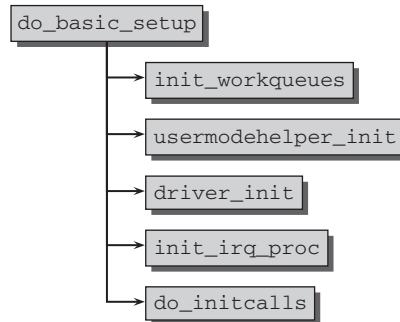 do_basic_setup
init_workqueues
usermodehelper_init
driver_init
init_irq_proc
do_initcalls